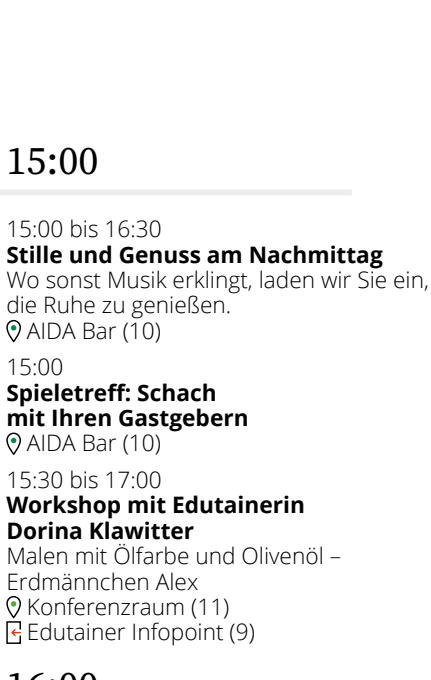 15:00
15:00 bis 16:30
Stille und Genuss am Nachmittag
Wo sonst Musik erklingt, laden wir Sie ein,
die Ruhe zu genießen.
AIDA Bar (10)
15:00
Spieletreff: Schach
mit Ihren Gastgebern
AIDA Bar (10)
15:30 bis 17:00
Workshop mit Edutainerin
Dorina Klawitter
Malen mit Ölfarbe und Olivenöl –
Erdmännchen Alex
Konferenzraum (11)
Edutainer Infopoint (9)
16:00